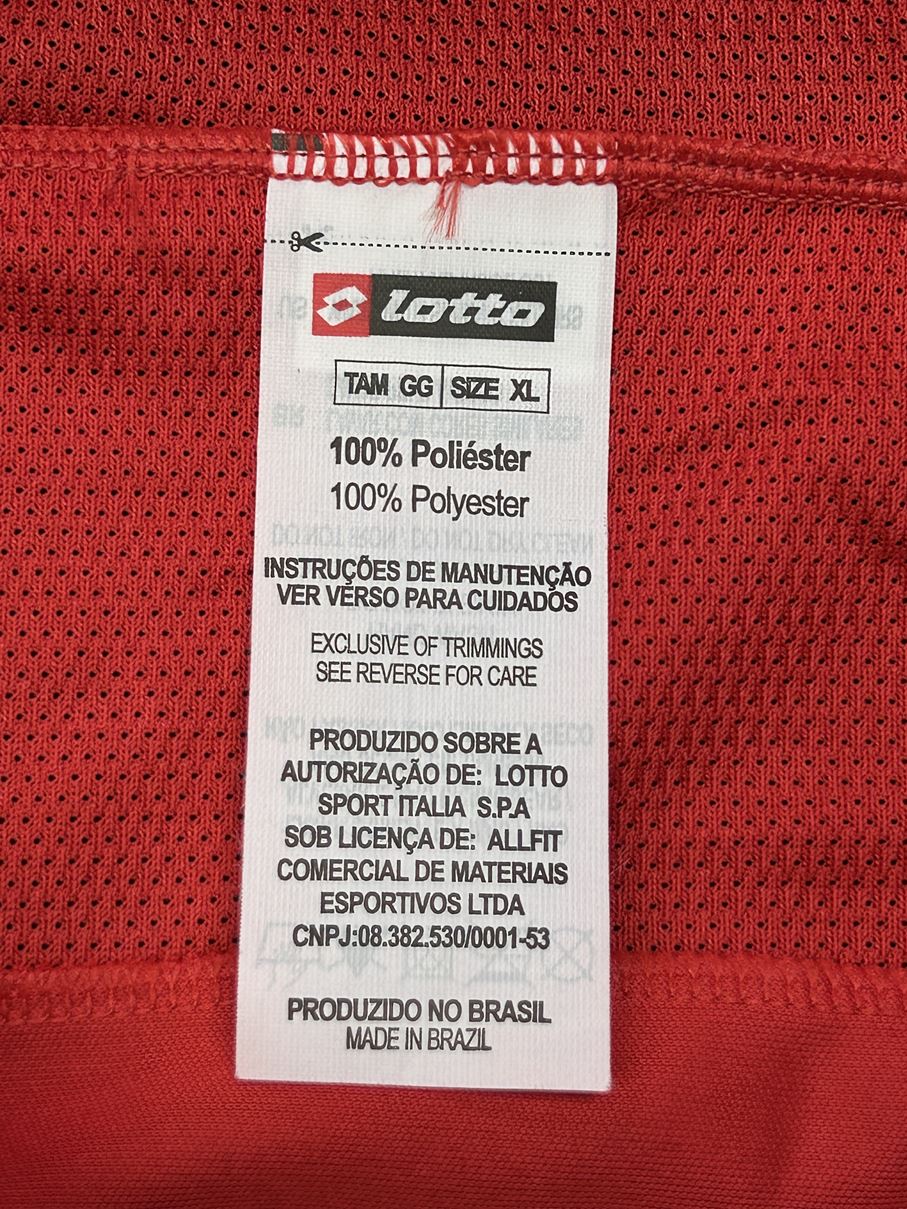 lotto
TAM GG SIZE XL
100% Poliéster
100% Polyester
INSTRUÇÕES DE MANUTENÇÃO
VER VERSO PARA CUIDADOS
EXCLUSIVE OF TRIMMINGS
SEE REVERSE FOR CARE
PRODUZIDO SOBRE A
AUTORIZAÇÃO DE: LOTTO
SPORT ITALIA S.P.A
SOB LICENÇA DE: ALLFIT
COMERCIAL DE MATERIAIS
ESPORTIVOS LTDA
CNPJ:08.382.530/0001-53
PRODUZIDO NO BRASIL
MADE IN BRAZIL